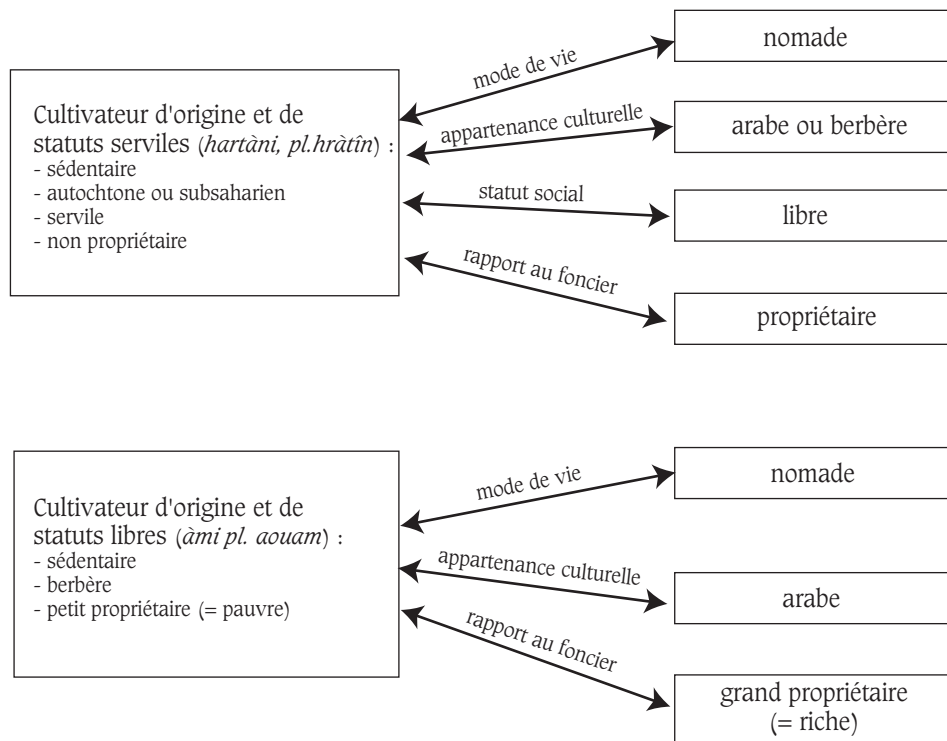 Cultivateur d'origine et de
statuts serviles (hartàni, pl.hràtîn) :
- sédentaire
- autochtone ou subsaharien
- servile
- non propriétaire
mode de vie
nomade
appartenance culturelle
arabe ou berbère
statut social
libre
rapport au foncier
propriétaire
Cultivateur d'origine et de
statuts libres (àmi pl. aouam) :
- sédentaire
- berbère
- petit propriétaire (= pauvre)
mode de vie
nomade
appartenance culturelle
arabe
rapport au foncier
grand propriétaire
(= riche)